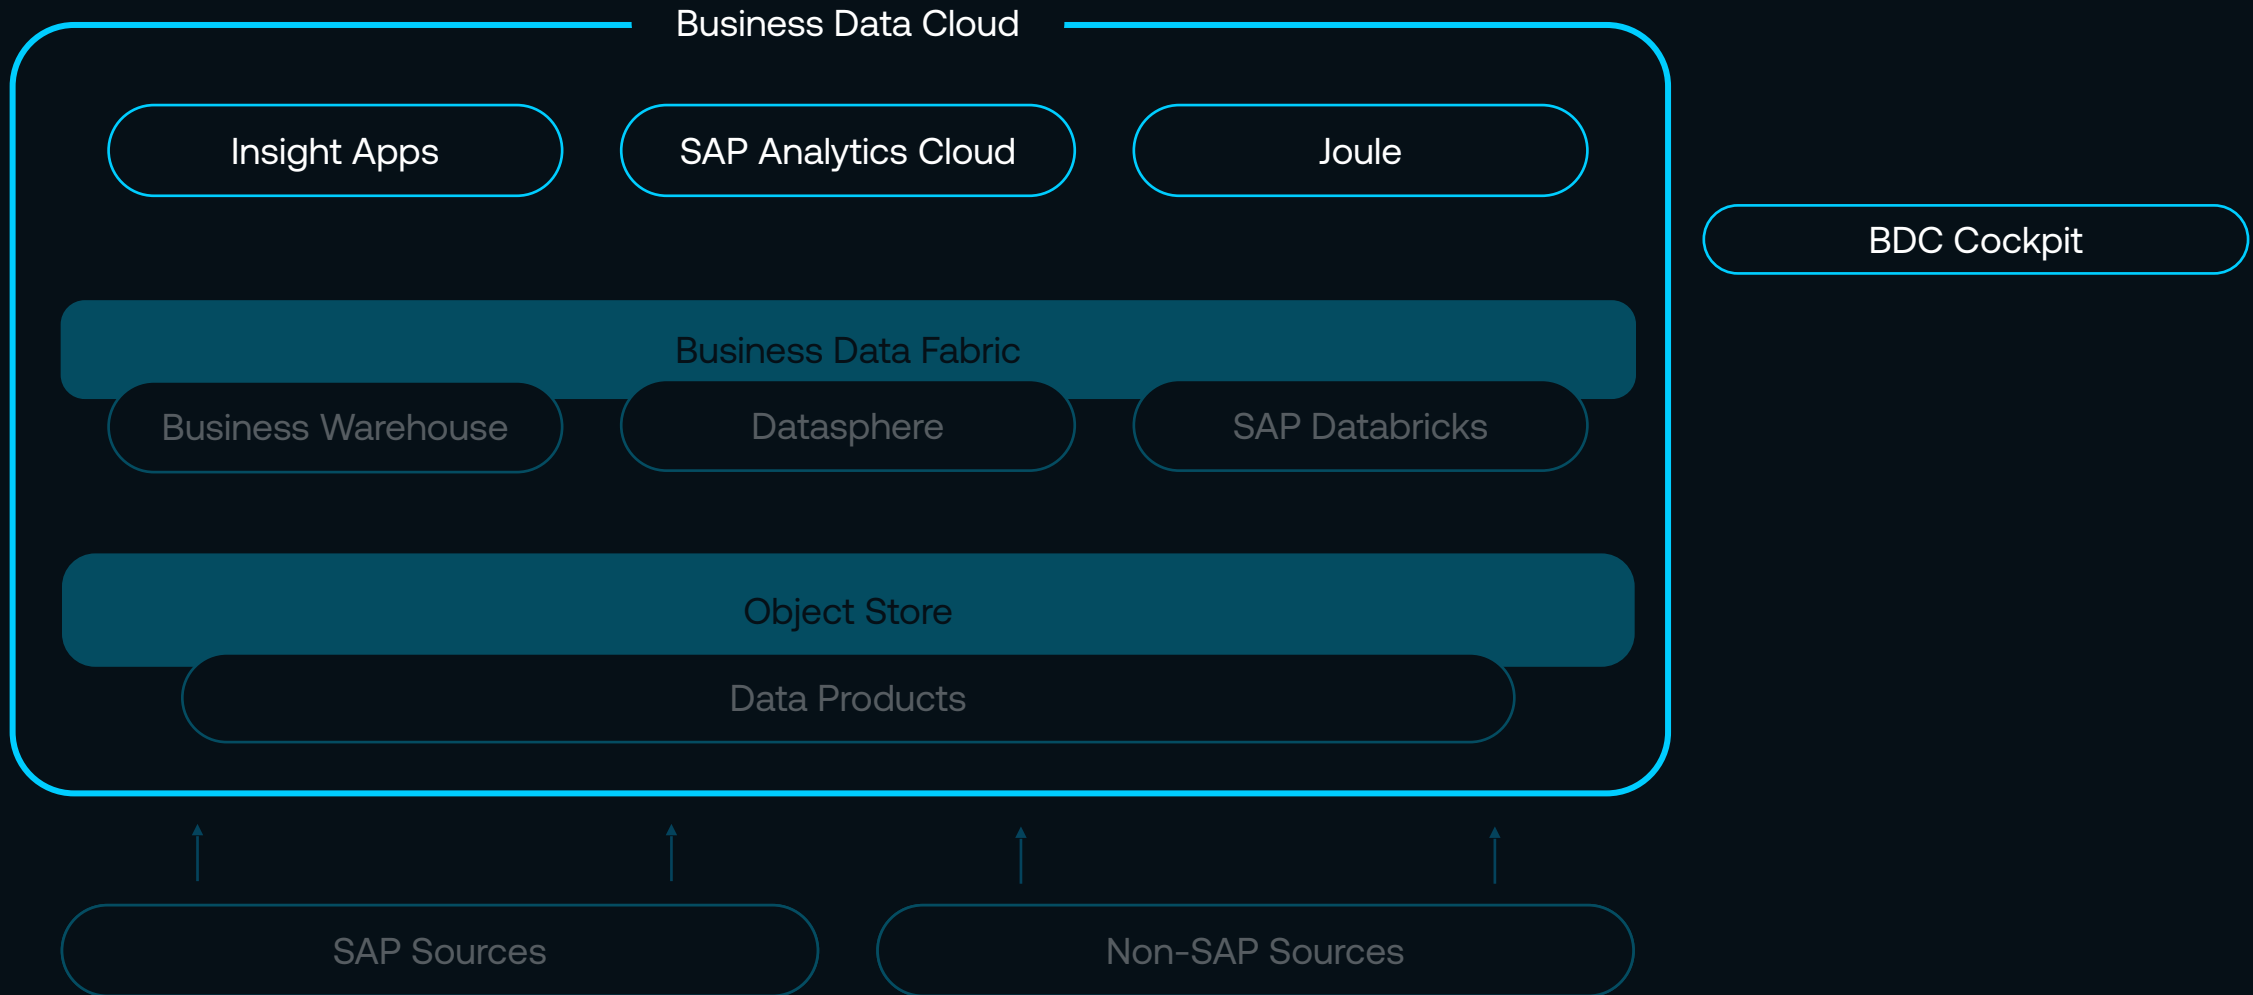 Business Data Cloud
Insight Apps
SAP Analytics Cloud
Joule
BDC Cockpit
Business Data Fabric
Business Warehouse
Datasphere
SAP Databricks
Object Store
Data Products
SAP Sources
Non-SAP Sources